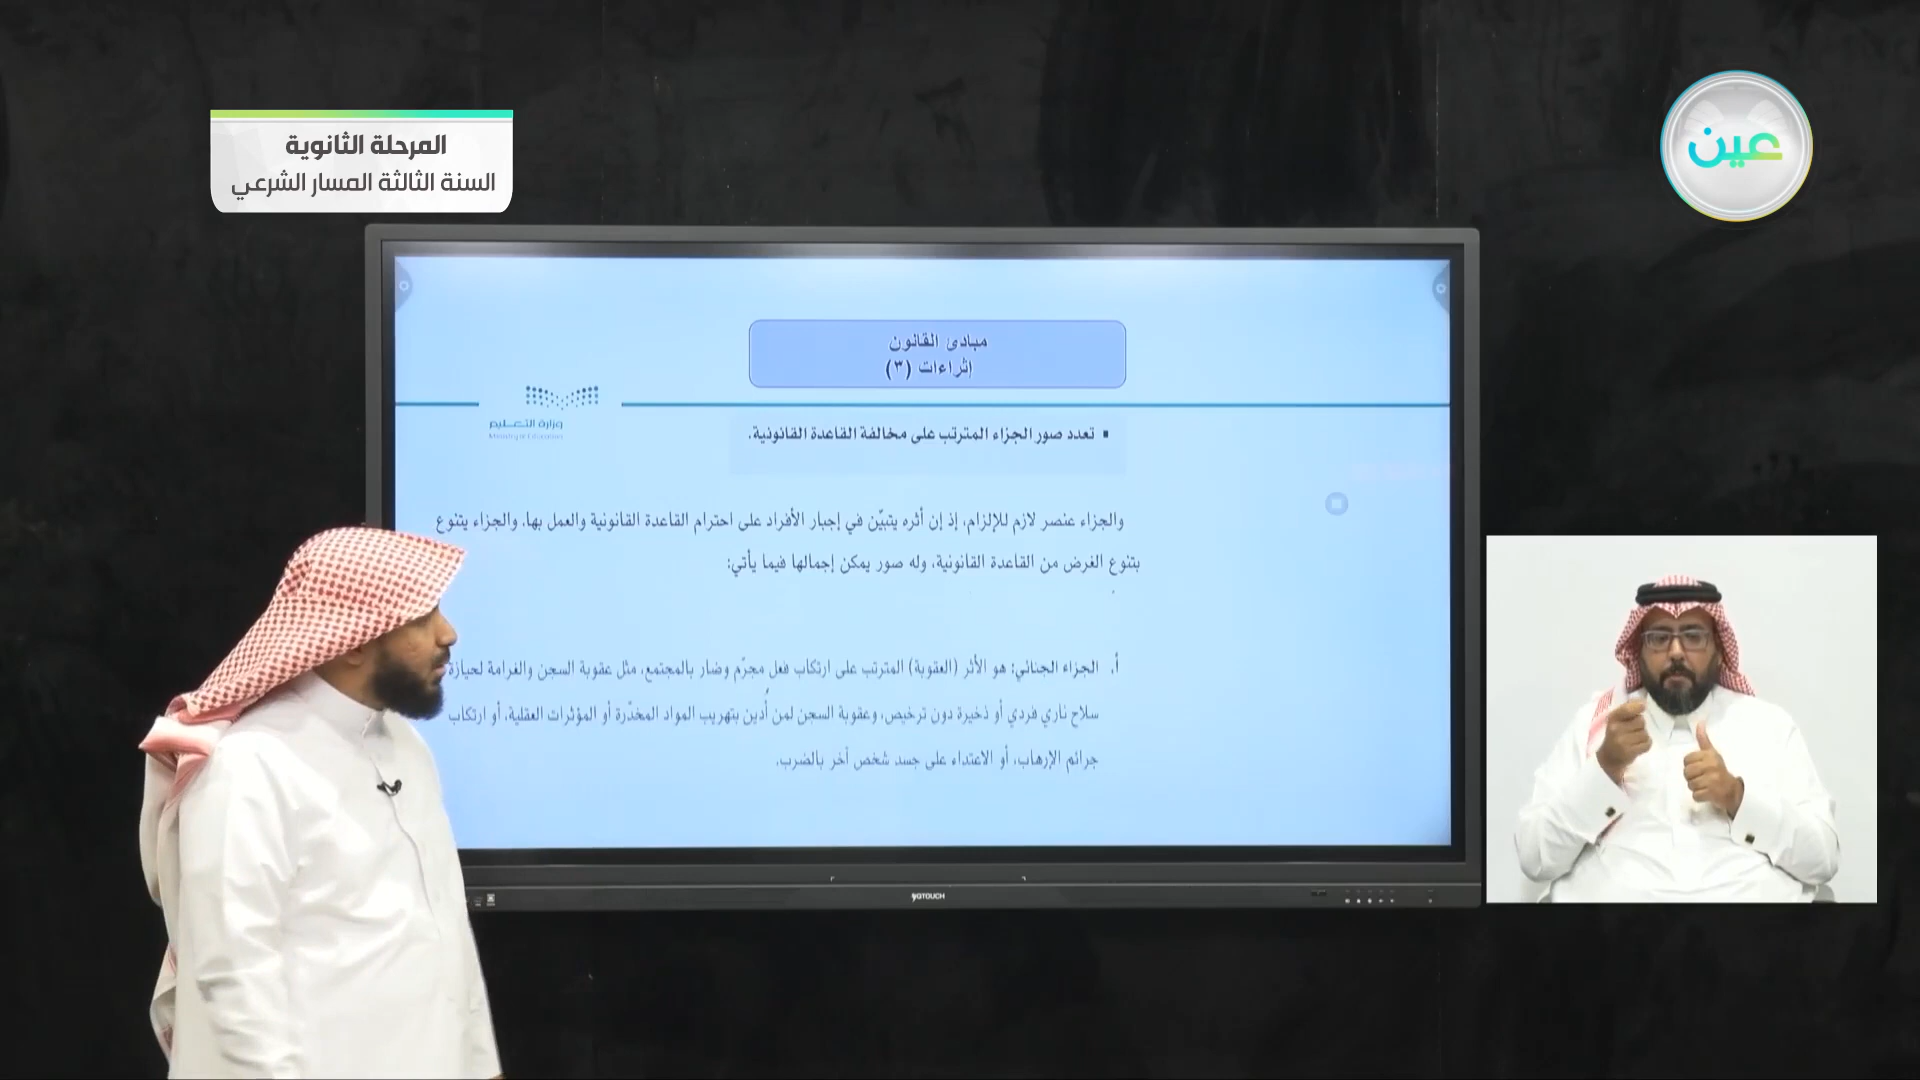 المرحلة الثانوية
السنة الثالثة المسار الشرعي
عين
مبادئ القانون
إثراءات (٣)
وزارة التعليم
Ministry of Education
▪ تعدد صور الجزاء المترتب على مخالفة القاعدة القانونية.
والجزاء عنصر لازم للإلزام، إذ إن أثره يتبيّن في إجبار الأفراد على احترام القاعدة القانونية والعمل بها. والجزاء يتنوع
بتنوع الغرض من القاعدة القانونية، وله صور يمكن إجمالها فيما يأتي:
أ. الجزاء الجنائي: هو الأثر (العقوبة) المترتب على ارتكاب فعل مجرّم وضار بالمجتمع، مثل عقوبة السجن والغرامة لحيازة
سلاح ناري فردي أو ذخيرة دون ترخيص، وعقوبة السجن لمن أُدين بتهريب المواد المخدّرة أو المؤثرات العقلية، أو ارتكاب
جرائم الإرهاب، أو الاعتداء على جسد شخص آخر بالضرب.
TOUCH